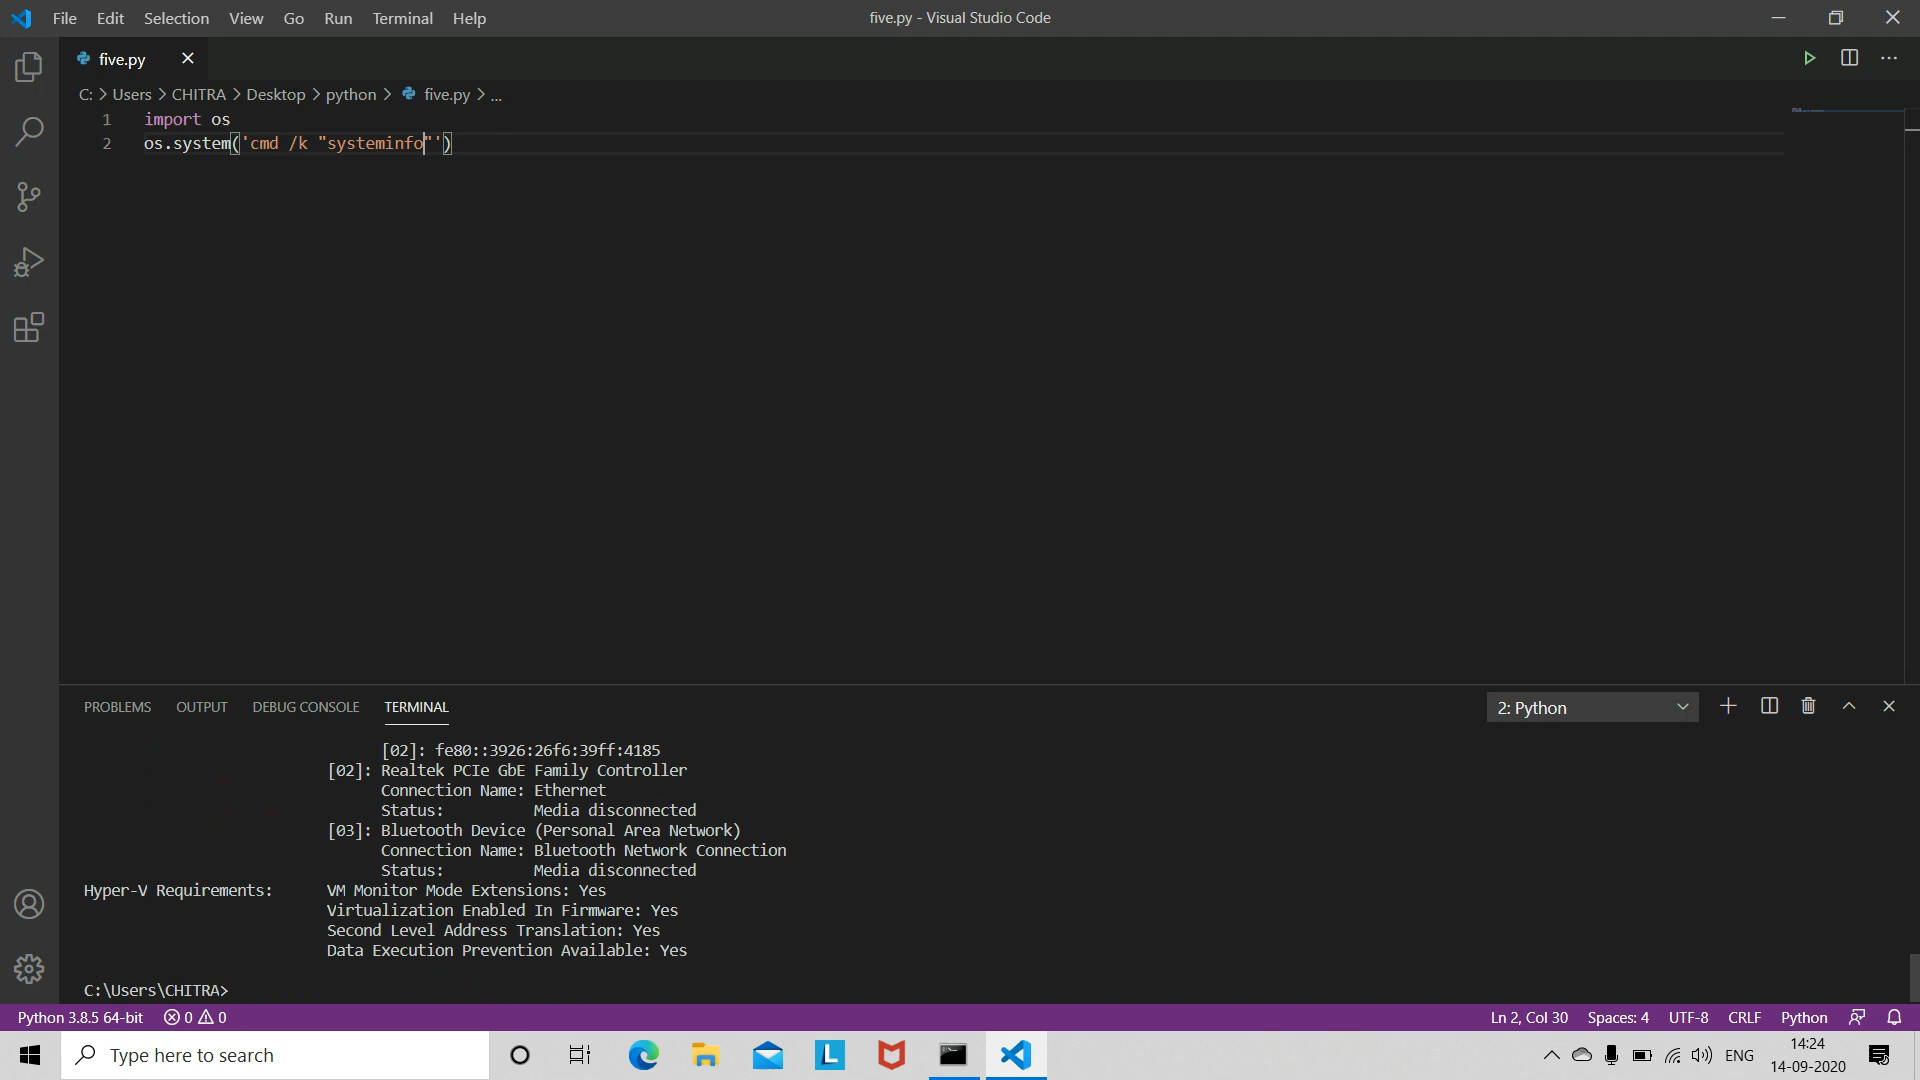 File Edit Selection View Go Run Terminal Help
five.py - Visual Studio Code
five.py
C: > Users > CHITRA > Desktop > python > five.py > ...
1 import os
2 os.system('cmd /k "systeminfo"')
PROBLEMS OUTPUT DEBUG CONSOLE TERMINAL
2: Python
[02]: fe80::3926:26f6:39ff:4185
[02]: Realtek PCIe GbE Family Controller
Connection Name: Ethernet
Status: Media disconnected
[03]: Bluetooth Device (Personal Area Network)
Connection Name: Bluetooth Network Connection
Status: Media disconnected
Hyper-V Requirements: VM Monitor Mode Extensions: Yes
Virtualization Enabled In Firmware: Yes
Second Level Address Translation: Yes
Data Execution Prevention Available: Yes
C:\Users\CHITRA>
Python 3.8.5 64-bit 0 0
Ln 2, Col 30 Spaces: 4 UTF-8 CRLF Python
Type here to search
L
ENG
14:24
14-09-2020